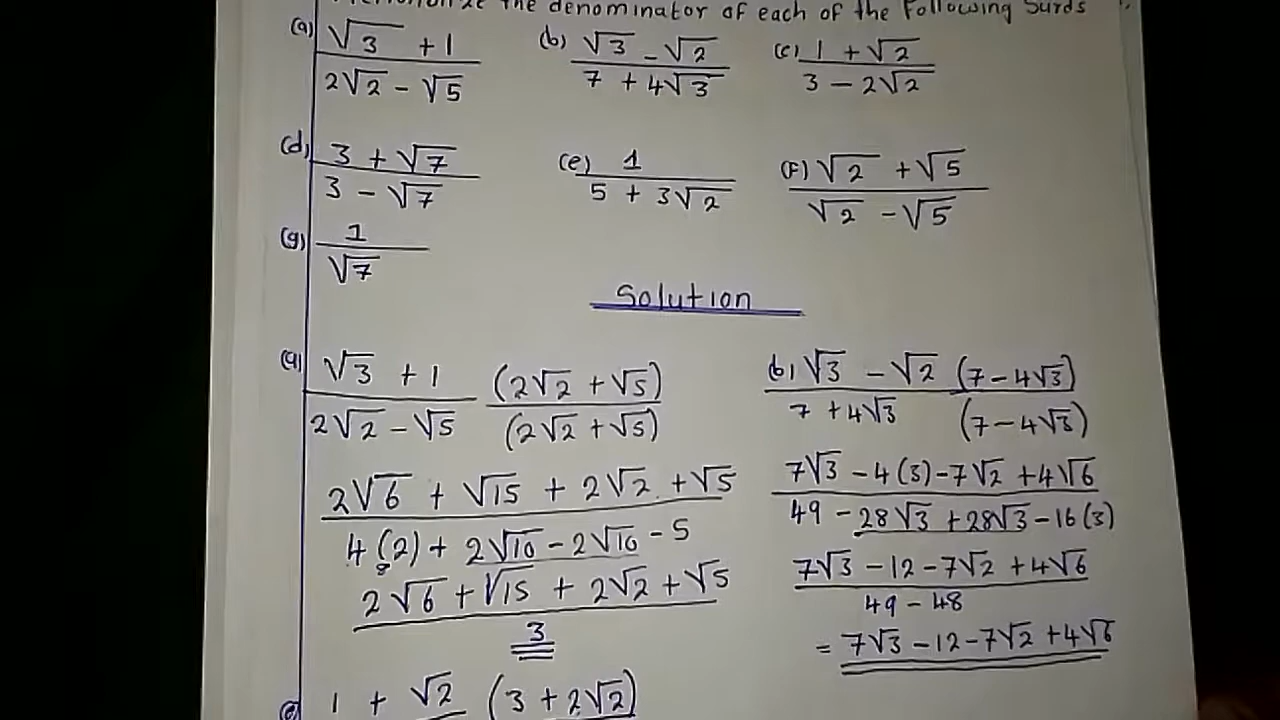 the denominator of each of the following surds
(a) √3 + 1 / 2√2 - √5 (b) √3 - √2 / 7 + 4√3 (c) 1 + √2 / 3 - 2√2
(d) 3 + √7 / 3 - √7 (e) 1 / 5 + 3√2 (f) √2 + √5 / √2 - √5
(g) 1 / √7
Solution
(a) √3 + 1 / 2√2 - √5 (2√2 + √5) / (2√2 + √5)
2√6 + √15 + 2√2 + √5 / 4(2) + 2√10 - 2√10 - 5
8
2√6 + √15 + 2√2 + √5 / 3
(b) √3 - √2 / 7 + 4√3 (7 - 4√3) / (7 - 4√3)
7√3 - 4(3) - 7√2 + 4√6 / 49 - 28√3 + 28√3 - 16(3)
7√3 - 12 - 7√2 + 4√6 / 49 - 48
= 7√3 - 12 - 7√2 + 4√6
1 + √2 (3 + 2√2)